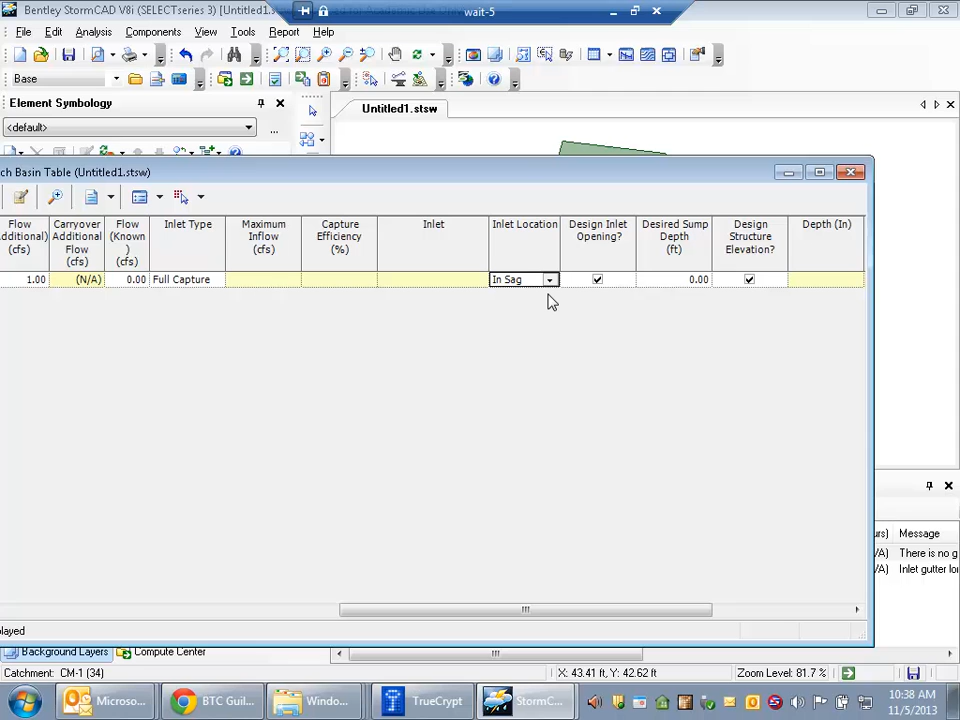 Bentley StormCAD V8i (SELECTseries 3) [Untitled1.
wait-5
File Edit Analysis Components View Tools Report Help
Base
Element Symbology
<default>
...
Untitled1.stsw
ch Basin Table (Untitled1.stsw)
Flow
dditional)
(cfs)
Carryover
Additional
Flow
(cfs)
Flow
(Known
)
(cfs)
Inlet Type
Maximum
Inflow
(cfs)
Capture
Efficiency
(%)
Inlet
Inlet Location
Design Inlet
Opening?
Desired Sump
Depth
(ft)
Design
Structure
Elevation?
Depth (In)
1.00 (N/A) 0.00 Full Capture In Sag 0.00
urs) Message
/A) There is no g
/A) Inlet gutter lo
layed
Background Layers Compute Center
Catchment: CM-1 (34) X: 43.41 ft, Y: 42.62 ft Zoom Level: 81.7 %
Microso...
BTC Guil...
Windo...
TrueCrypt
StormC...
10:38 AM
11/5/2013